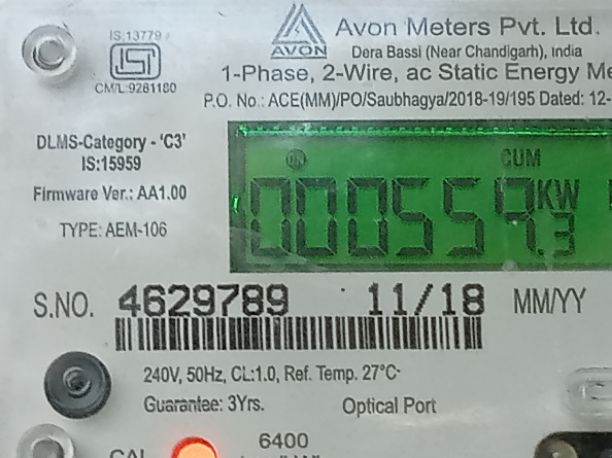 IS.13779
ISI
CM/L:9281180
AVON
Avon Meters Pvt. Ltd.
Dera Bassi (Near Chandigarh), India
1-Phase, 2-Wire, ac Static Energy Me
P.O. No.: ACE(MM)/PO/Saubhagya/2018-19/195 Dated: 12-
DLMS-Category - 'C3'
IS:15959
Firmware Ver.: AA1.00
TYPE: AEM-106
CUM
000559.3 KW
S.NO. 4629789 11/18 MM/YY
240V, 50Hz, CL:1.0, Ref. Temp. 27°C
Guarantee: 3Yrs. Optical Port
CAL 6400